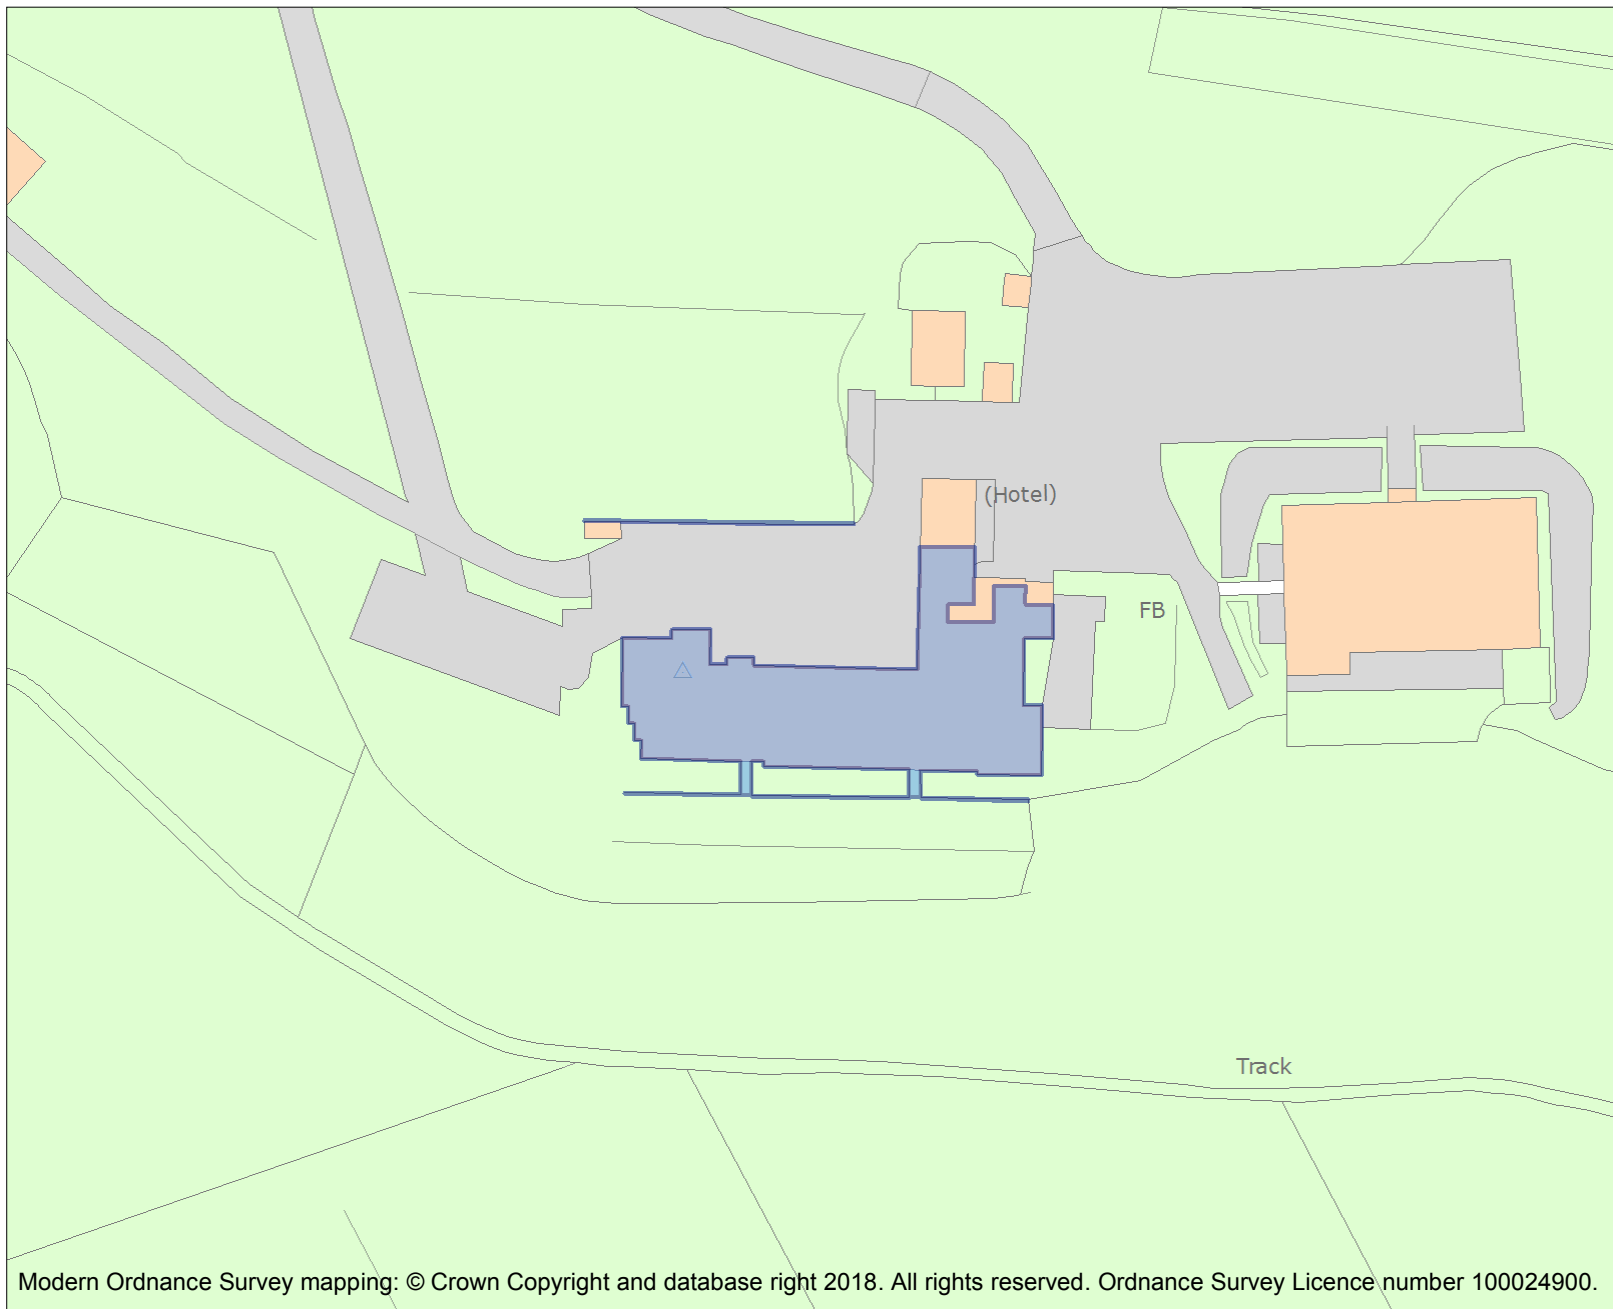 (Hotel)
FB
Track
Modern Ordnance Survey mapping: © Crown Copyright and database right 2018. All rights reserved. Ordnance Survey Licence number 100024900.